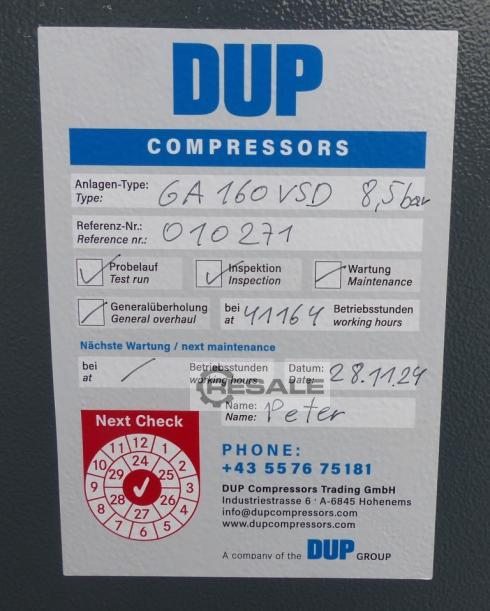 DUP
COMPRESSORS
Anlagen-Type: GA 160 VSD 8,5 bar
Type:
Referenz-Nr.: 010271
Reference nr.:
Probelauf Inspektion Wartung
Test run Inspection Maintenance
Generalüberholung bei 41164 Betriebsstunden
General overhaul at working hours
Nächste Wartung / next maintenance
bei / Betriebsstunden Datum: 28.11.24
at working hours Date:
RESALE
Name: Peter
Name:
Next Check
11 12 1
10 2
9 3
8 4
7 6 5
24 25 26 27 28 29
PHONE:
+43 5576 75181
DUP Compressors Trading GmbH
Industriestrasse 6 · A-6845 Hohenems
info@dupcompressors.com
www.dupcompressors.com
A company of the DUP GROUP